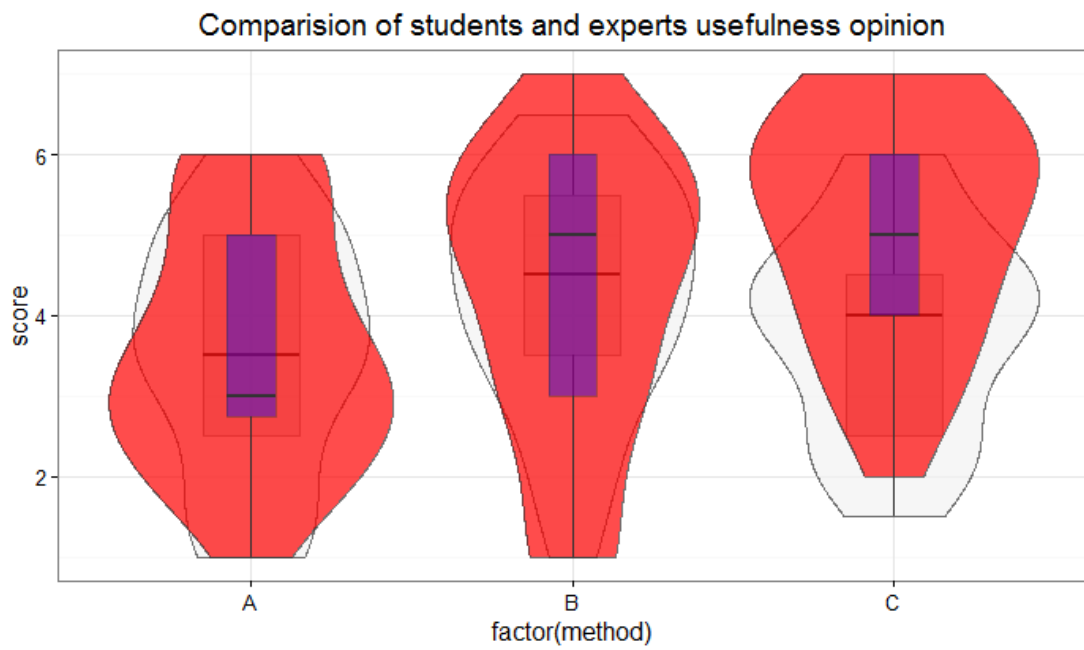 Comparision of students and experts usefulness opinion
score
6
4
2
A
B
C
factor(method)